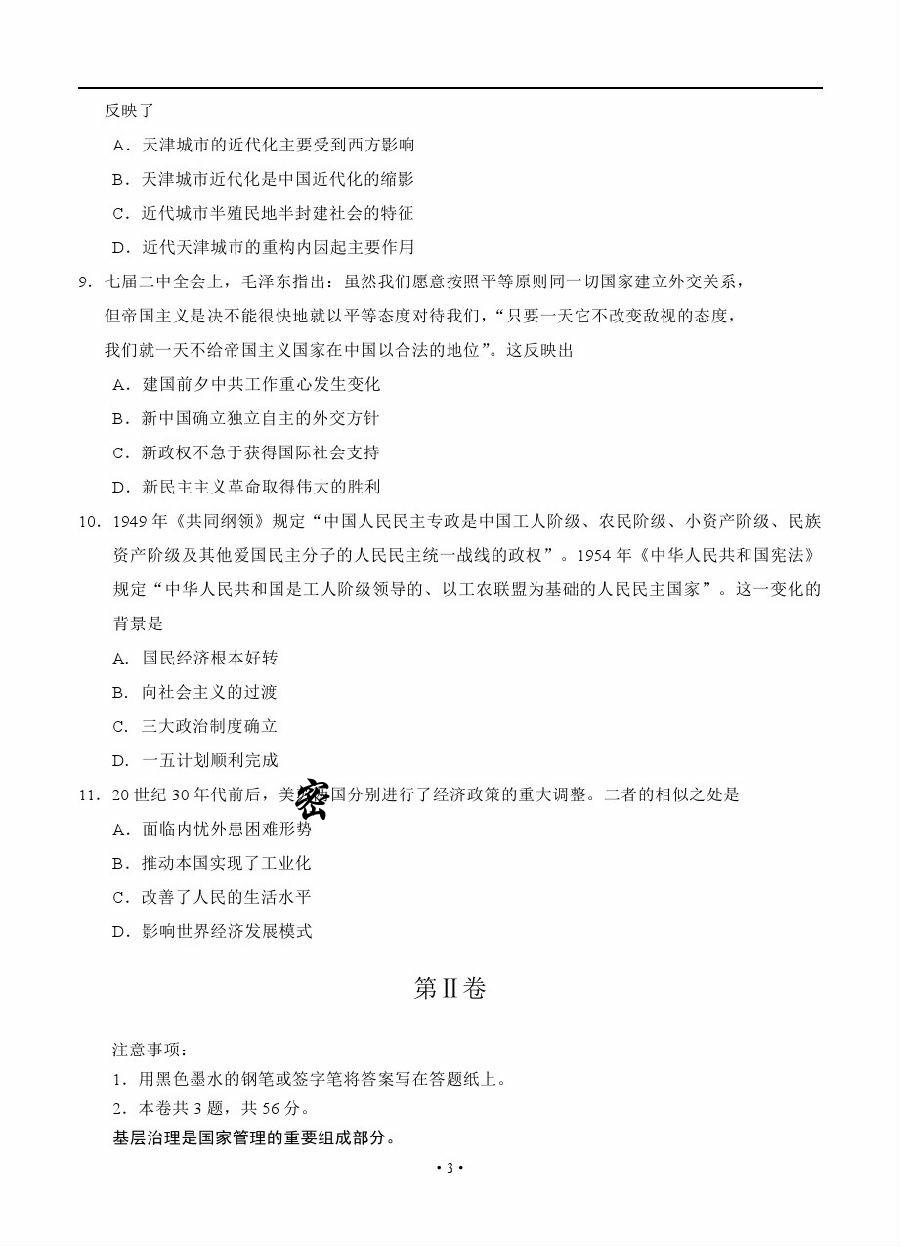 反映了
A．天津城市的近代化主要受到西方影响
B．天津城市近代化是中国近代化的缩影
C．近代城市半殖民地半封建社会的特征
D．近代天津城市的重构内因起主要作用
9．七届二中全会上，毛泽东指出：虽然我们愿意按照平等原则同一切国家建立外交关系，
但帝国主义是决不能很快地就以平等态度对待我们，“只要一天它不改变敌视的态度，
我们就一天不给帝国主义国家在中国以合法的地位”。这反映出
A．建国前夕中共工作重心发生变化
B．新中国确立独立自主的外交方针
C．新政权不急于获得国际社会支持
D．新民主主义革命取得伟大的胜利
10．1949 年《共同纲领》规定“中国人民民主专政是中国工人阶级、农民阶级、小资产阶级、民族
资产阶级及其他爱国民主分子的人民民主统一战线的政权”。1954 年《中华人民共和国宪法》
规定“中华人民共和国是工人阶级领导的、以工农联盟为基础的人民民主国家”。这一变化的
背景是
A．国民经济根本好转
B．向社会主义的过渡
C．三大政治制度确立
D．一五计划顺利完成
11．20 世纪 30 年代前后，美密国分别进行了经济政策的重大调整。二者的相似之处是
A．面临内忧外患困难形势
B．推动本国实现了工业化
C．改善了人民的生活水平
D．影响世界经济发展模式
第Ⅱ卷
注意事项：
1．用黑色墨水的钢笔或签字笔将答案写在答题纸上。
2．本卷共 3 题，共 56 分。
基层治理是国家管理的重要组成部分。
·3·